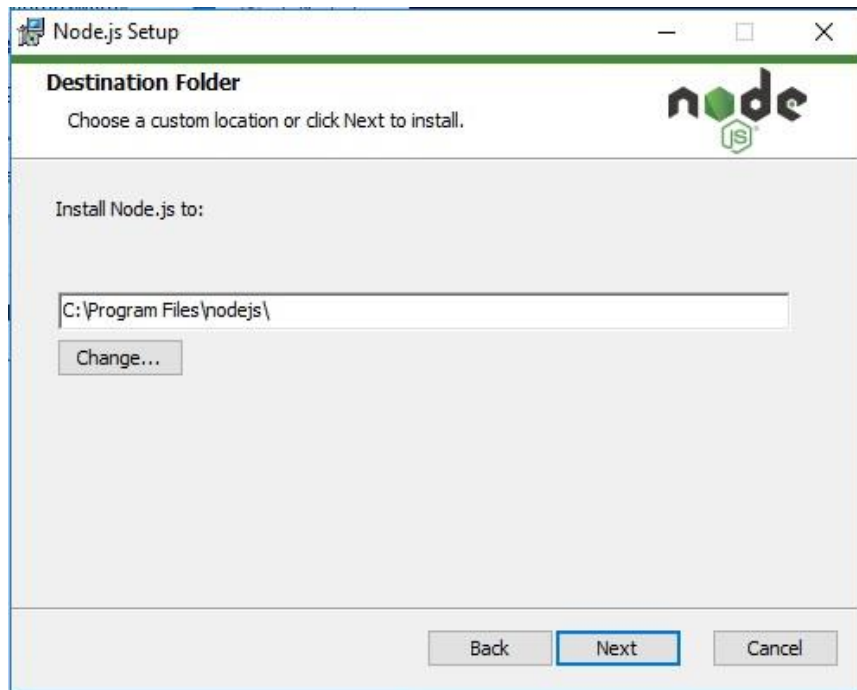 Node.js Setup
Destination Folder
Choose a custom location or click Next to install.
node
JS
Install Node.js to:
C:\Program Files\nodejs\
Change...
Back
Next
Cancel